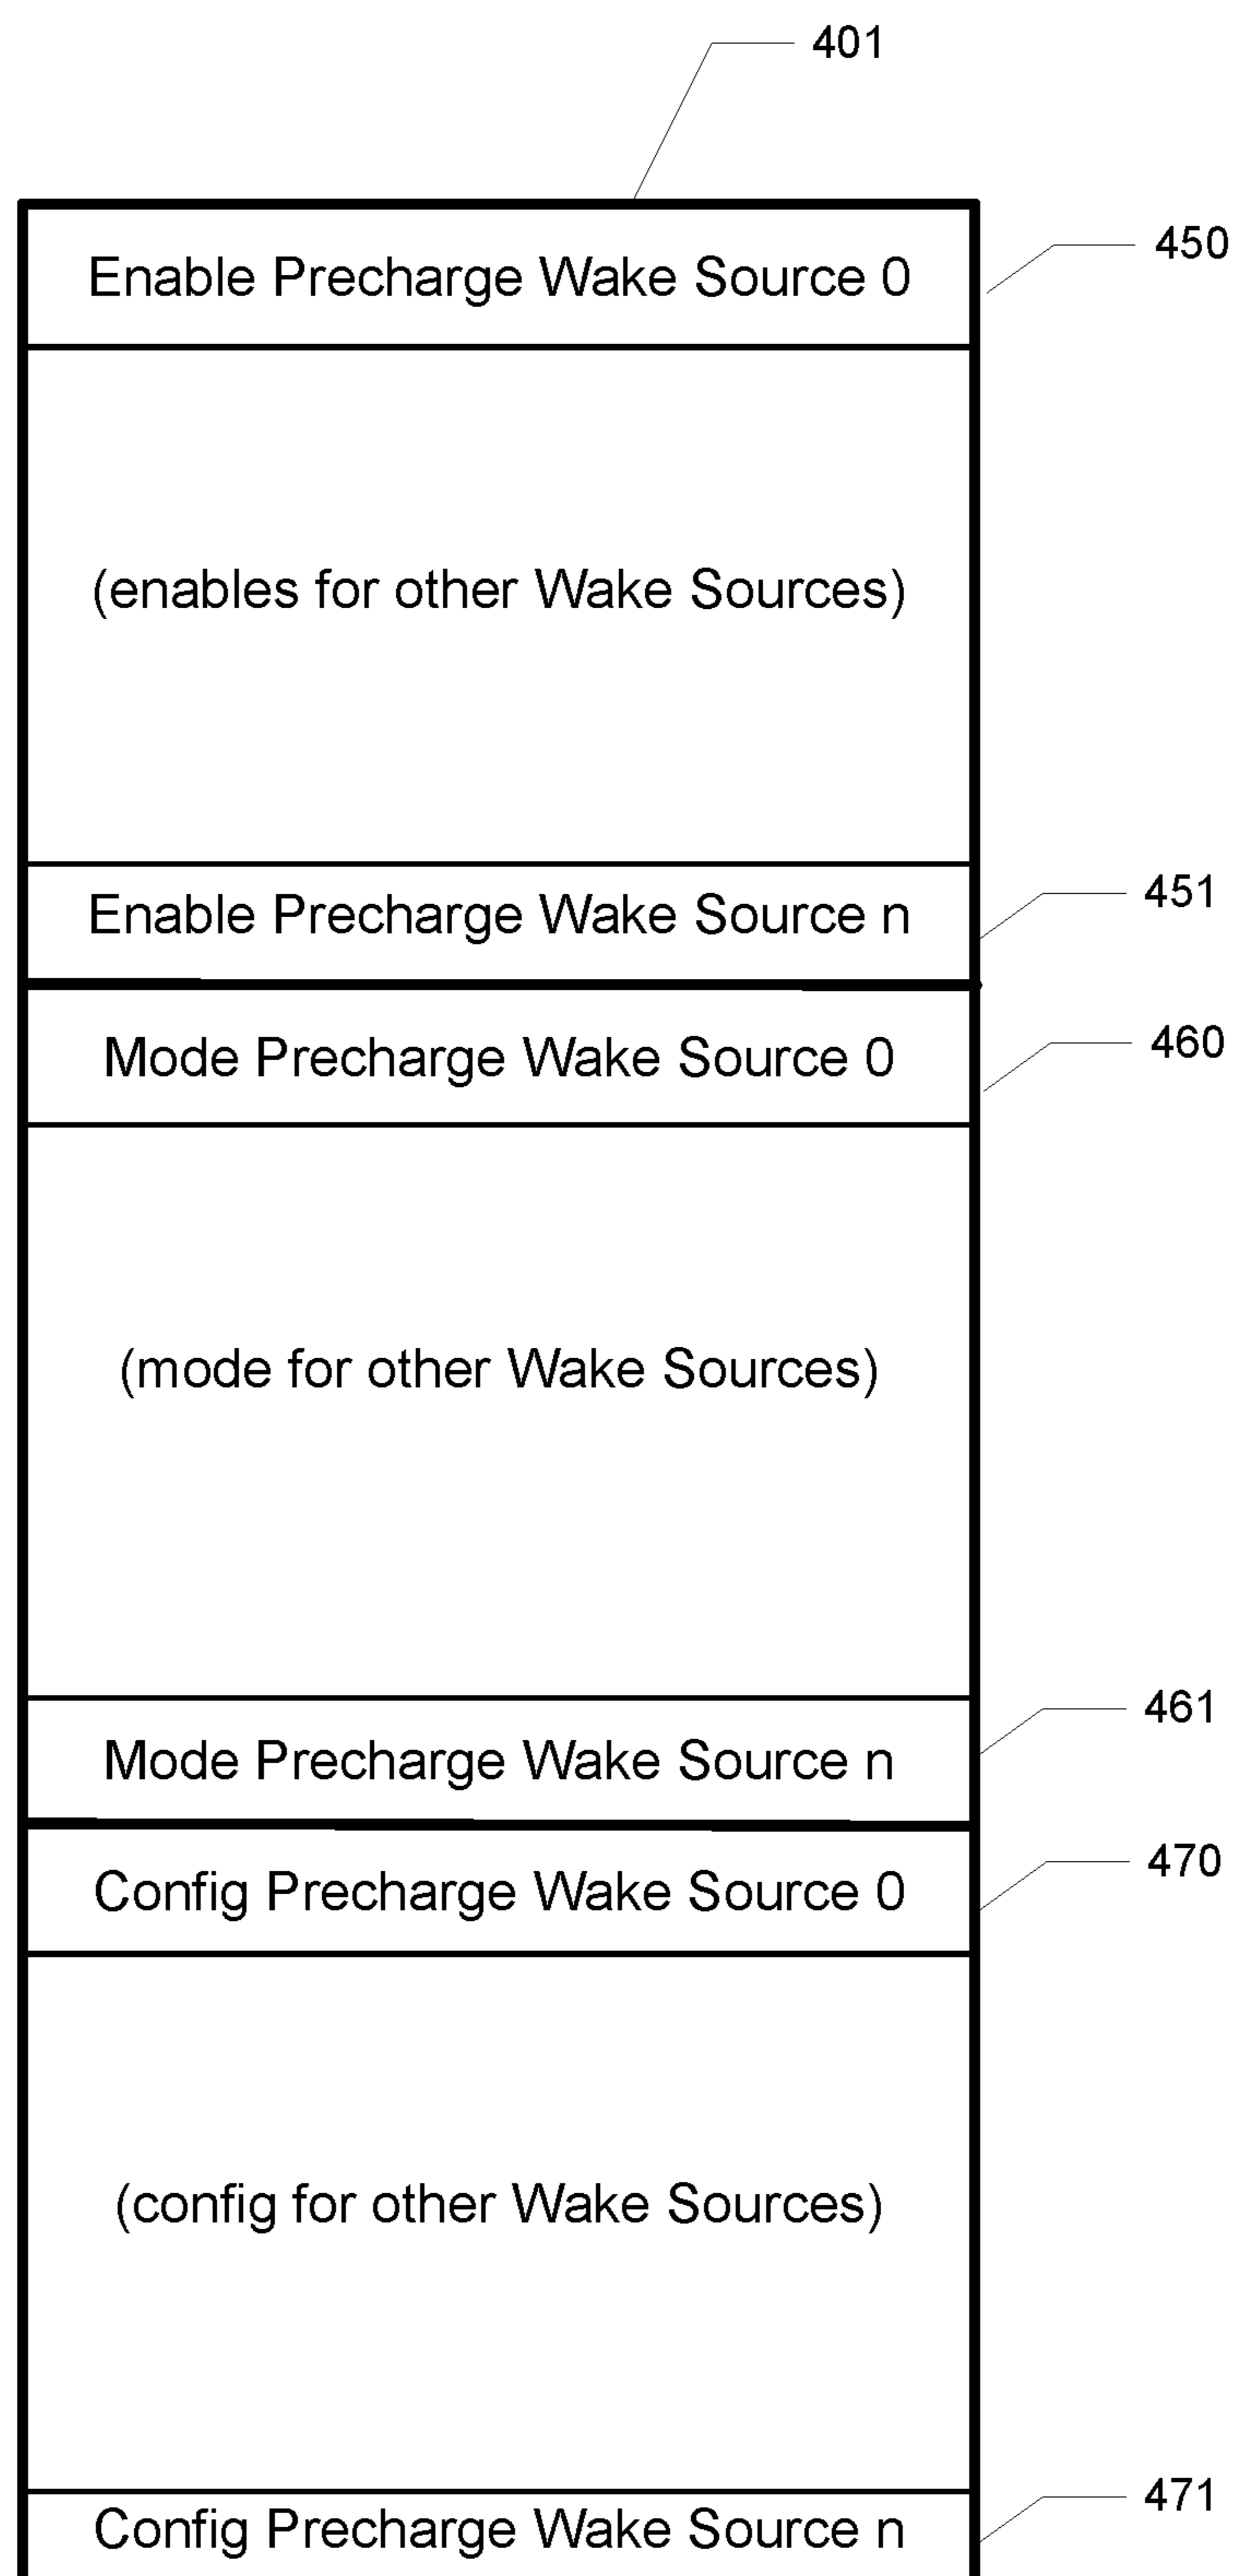 401
450
Enable Precharge Wake Source 0
(enables for other Wake Sources)
451
Enable Precharge Wake Source n
460
Mode Precharge Wake Source 0
(mode for other Wake Sources)
461
Mode Precharge Wake Source n
470
Config Precharge Wake Source 0
(config for other Wake Sources)
471
Config Precharge Wake Source n